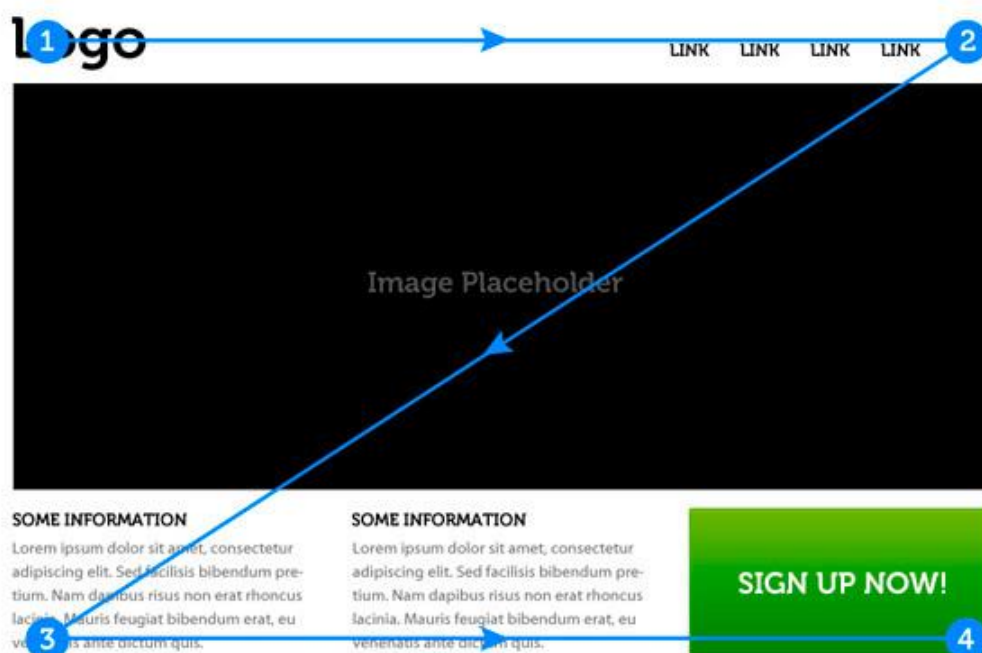 Logo
1
2
LINK LINK LINK LINK
Image Placeholder
SOME INFORMATION
Lorem ipsum dolor sit amet, consectetur
adipiscing elit. Sed facilisis bibendum pre-
tium. Nam dapibus risus non erat rhoncus
lacinia. Mauris feugiat bibendum erat, eu
venenatis ante dictum quis.
3
SOME INFORMATION
Lorem ipsum dolor sit amet, consectetur
adipiscing elit. Sed facilisis bibendum pre-
tium. Nam dapibus risus non erat rhoncus
lacinia. Mauris feugiat bibendum erat, eu
venenatis ante dictum quis.
SIGN UP NOW!
4